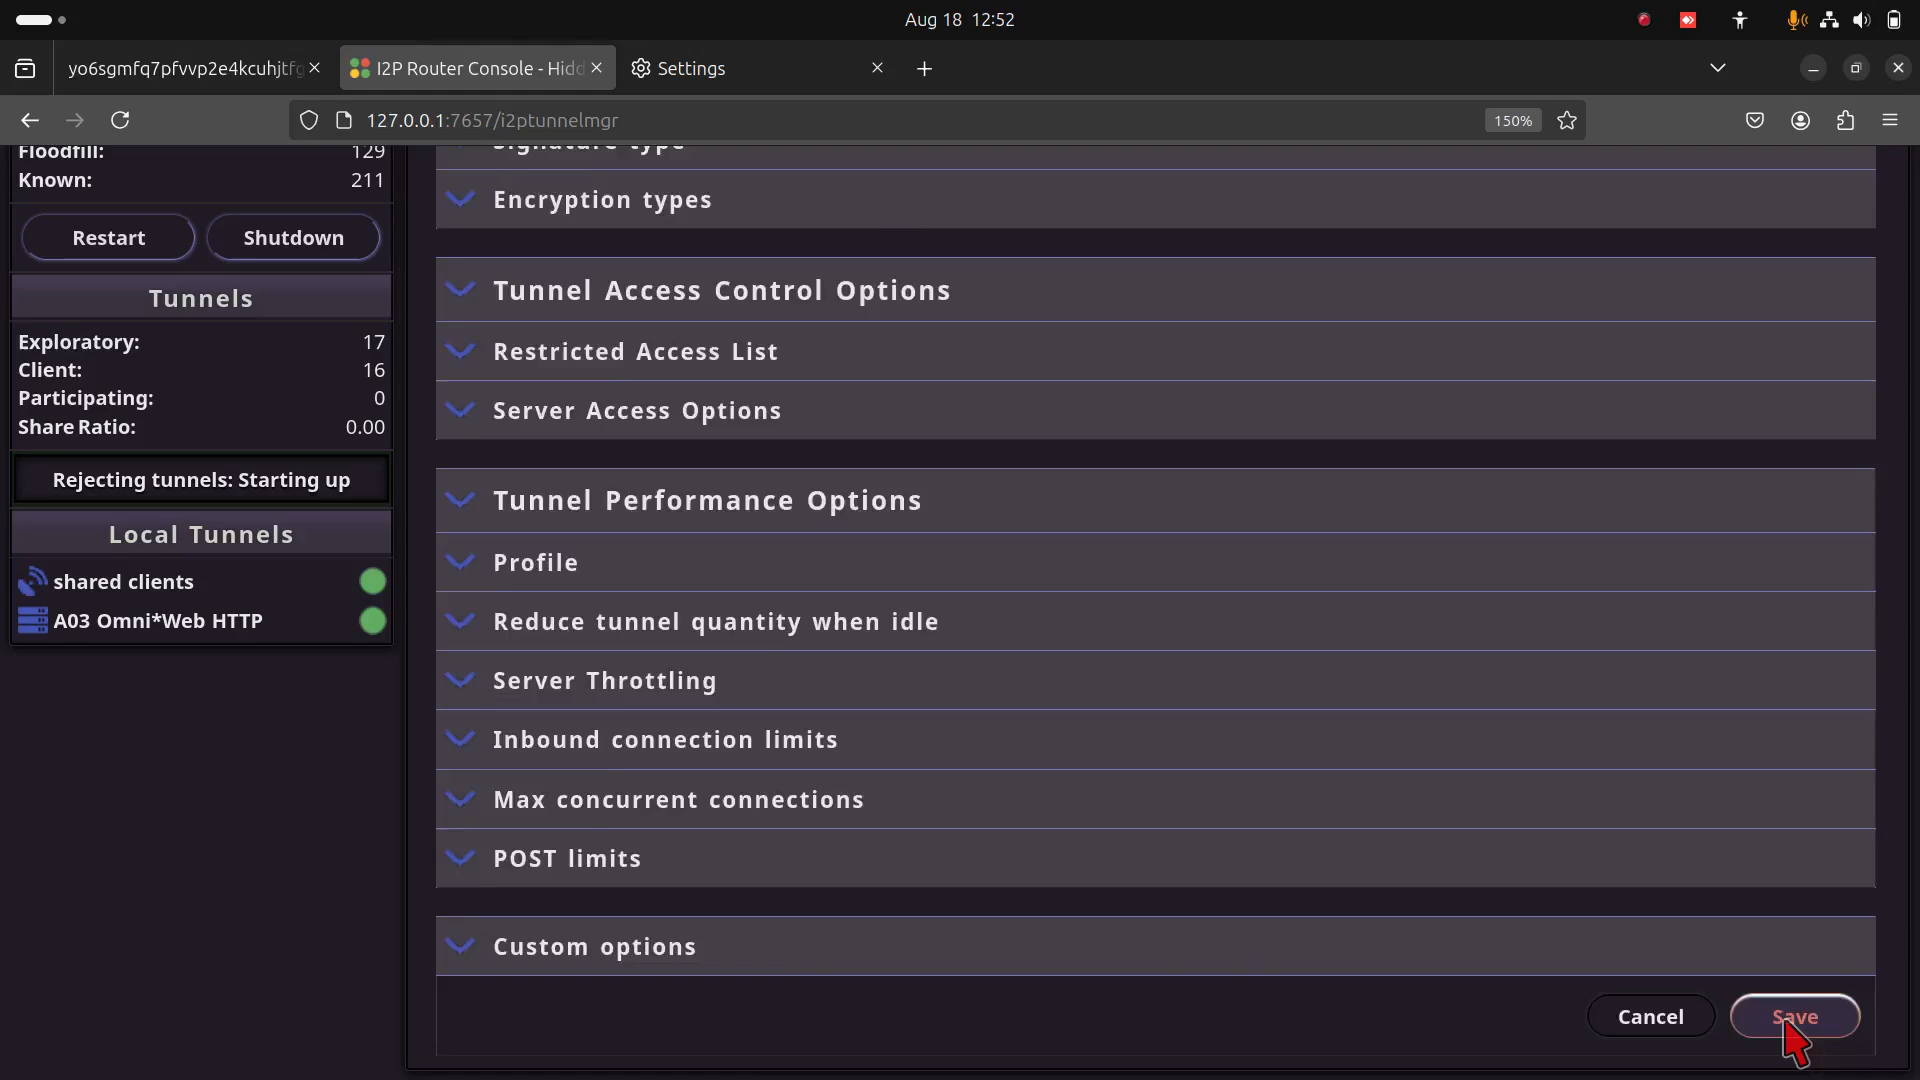 Aug 18 12:52
yo6sgmfq7pfvvp2e4kcuhjtfg
I2P Router Console - Hidd
Settings
127.0.0.1:7657/i2ptunnelmgr
150%
Floodfill: 129
Known: 211
Restart
Shutdown
Tunnels
Exploratory: 17
Client: 16
Participating: 0
Share Ratio: 0.00
Rejecting tunnels: Starting up
Local Tunnels
shared clients
A03 Omni*Web HTTP
Signature type
Encryption types
Tunnel Access Control Options
Restricted Access List
Server Access Options
Tunnel Performance Options
Profile
Reduce tunnel quantity when idle
Server Throttling
Inbound connection limits
Max concurrent connections
POST limits
Custom options
Cancel
Save